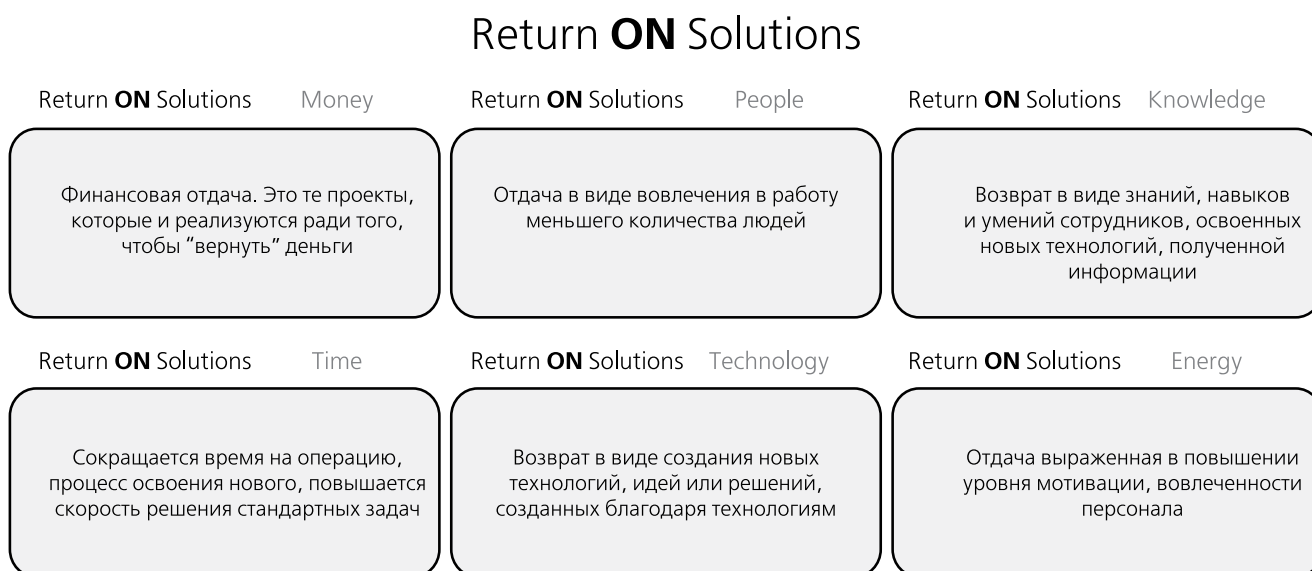 Return ON Solutions
Return ON Solutions Money
Финансовая отдача. Это те проекты,
которые и реализуются ради того,
чтобы “вернуть” деньги
Return ON Solutions People
Отдача в виде вовлечения в работу
меньшего количества людей
Return ON Solutions Knowledge
Возврат в виде знаний, навыков
и умений сотрудников, освоенных
новых технологий, полученной
информации
Return ON Solutions Time
Сокращается время на операцию,
процесс освоения нового, повышается
скорость решения стандартных задач
Return ON Solutions Technology
Возврат в виде создания новых
технологий, идей или решений,
созданных благодаря технологиям
Return ON Solutions Energy
Отдача выраженная в повышении
уровня мотивации, вовлеченности
персонала